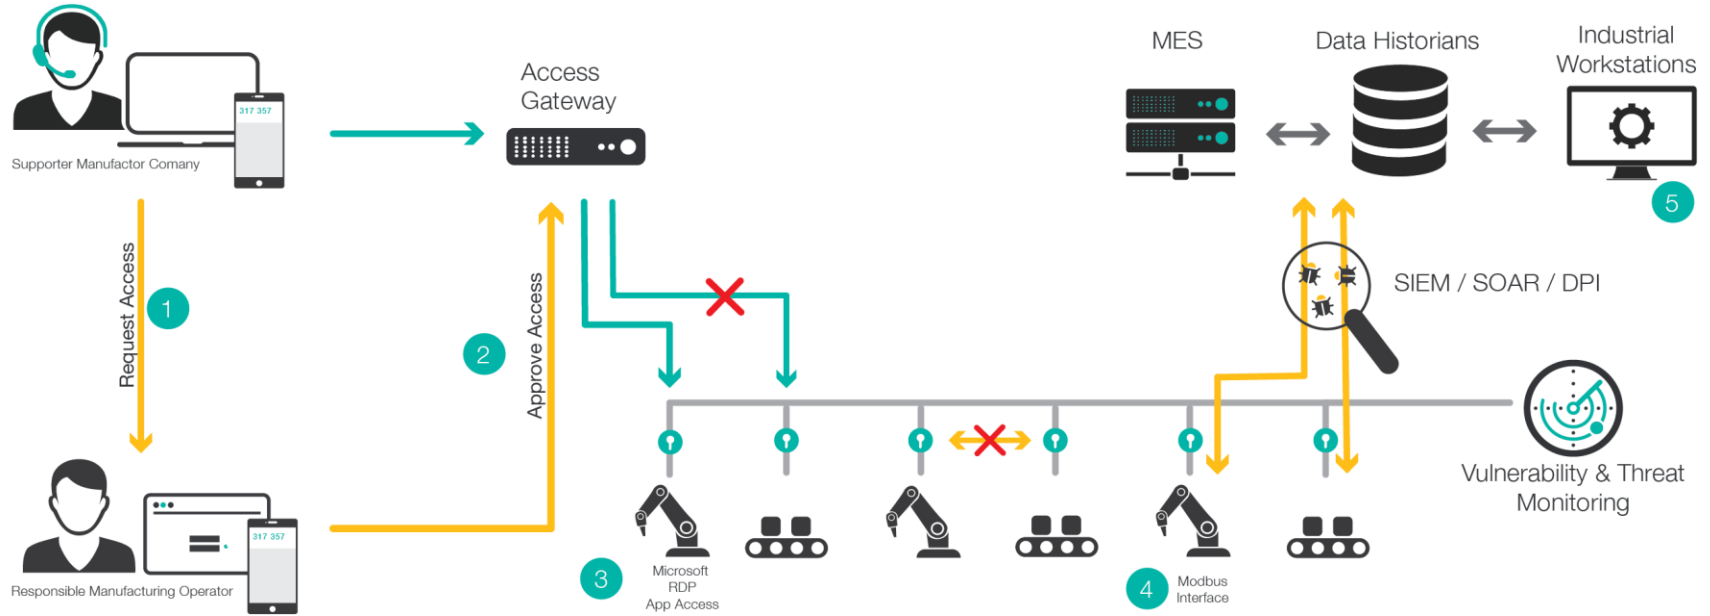 317 357
Supporter Manufactor Comany
Access
Gateway
MES
Data Historians
Industrial
Workstations
5
Request Access
1
2
Approve Access
SIEM / SOAR / DPI
Vulnerability & Threat
Monitoring
317 357
Responsible Manufacturing Operator
3
Microsoft
RDP
App Access
4
Modbus
Interface